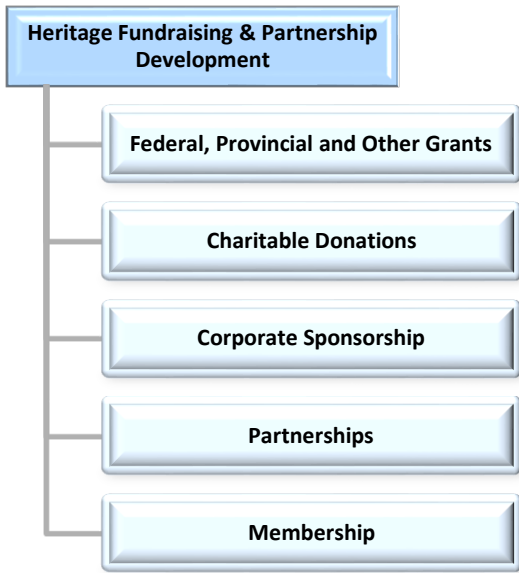 Heritage Fundraising & Partnership
Development
Federal, Provincial and Other Grants
Charitable Donations
Corporate Sponsorship
Partnerships
Membership